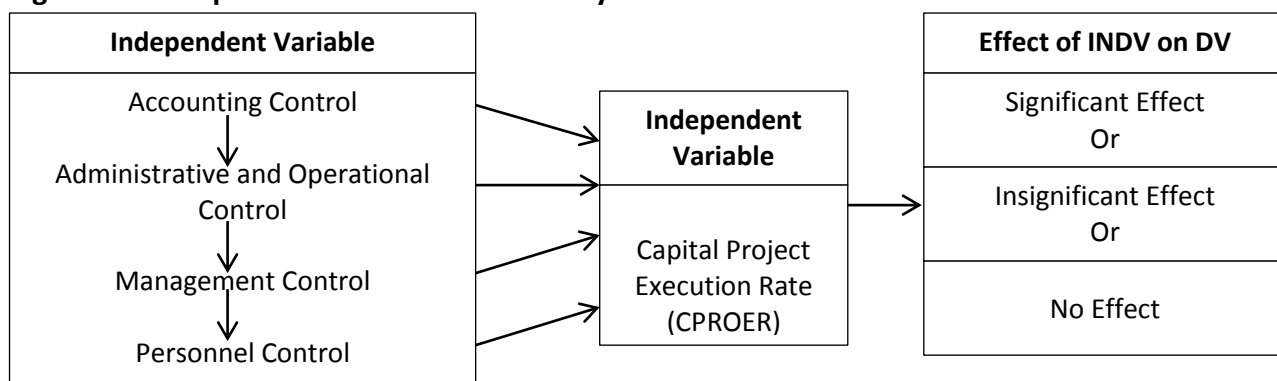 Independent Variable
Accounting Control
Administrative and Operational
Control
Management Control
Personnel Control
Independent
Variable
Capital Project
Execution Rate
(CPROER)
Effect of INDV on DV
Significant Effect
Or
Insignificant Effect
Or
No Effect